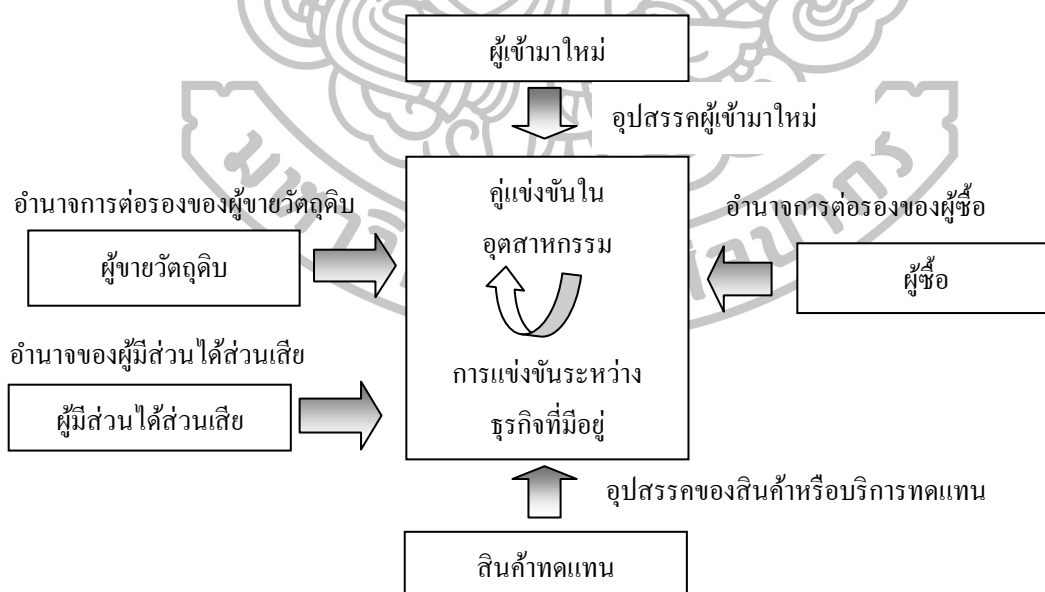 ผู้เข้ามาใหม่
อุปสรรคผู้เข้ามาใหม่
อำนาจการต่อรองของผู้ขายวัตถุดิบ
ผู้ขายวัตถุดิบ
คู่แข่งขันใน
อุตสาหกรรม
อำนาจการต่อรองของผู้ซื้อ
ผู้ซื้อ
อำนาจของผู้มีส่วนได้ส่วนเสีย
ผู้มีส่วนได้ส่วนเสีย
การแข่งขันระหว่าง
ธุรกิจที่มีอยู่
อุปสรรคของสินค้าหรือบริการทดแทน
สินค้าทดแทน